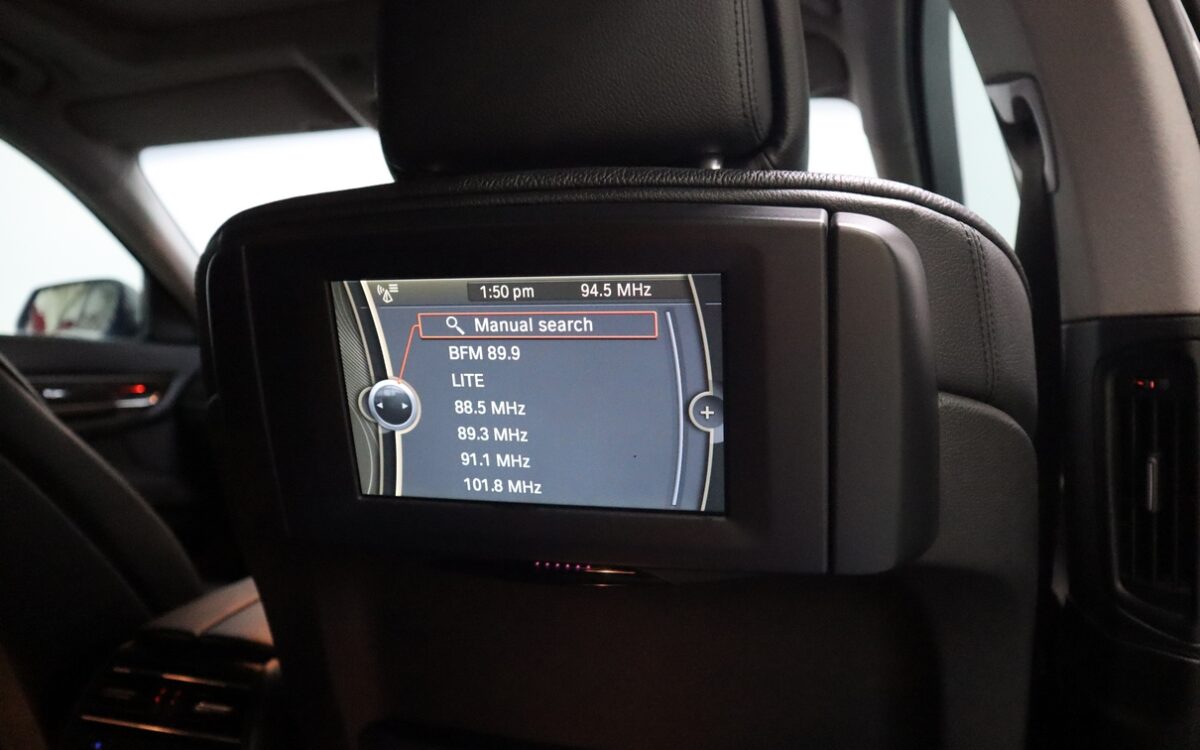 1:50 pm 94.5 MHz
Manual search
BFM 89.9
LITE
88.5 MHz
89.3 MHz
91.1 MHz
101.8 MHz